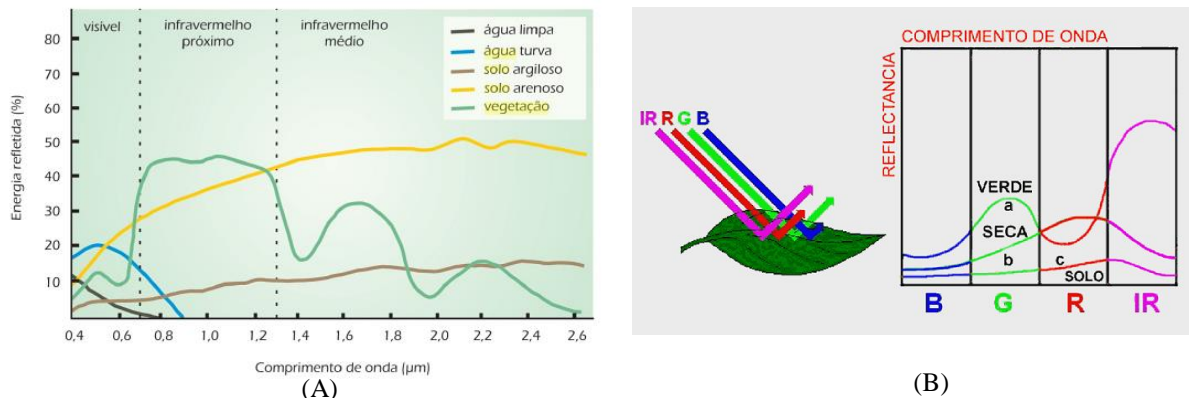 visível
infravermelho
próximo
infravermelho
médio
água limpa
água turva
solo argiloso
solo arenoso
vegetação
Energia refletida (%)
80
70
60
50
40
30
20
10
0,4
0,6
0,8
1,0
1,2
1,4
1,6
1,8
2,0
2,2
2,4
2,6
Comprimento de onda (µm)
(A)
COMPRIMENTO DE ONDA
REFLECTANCIA
IR R G B
VERDE
a
SECA
b
c
SOLO
B G R IR
(B)